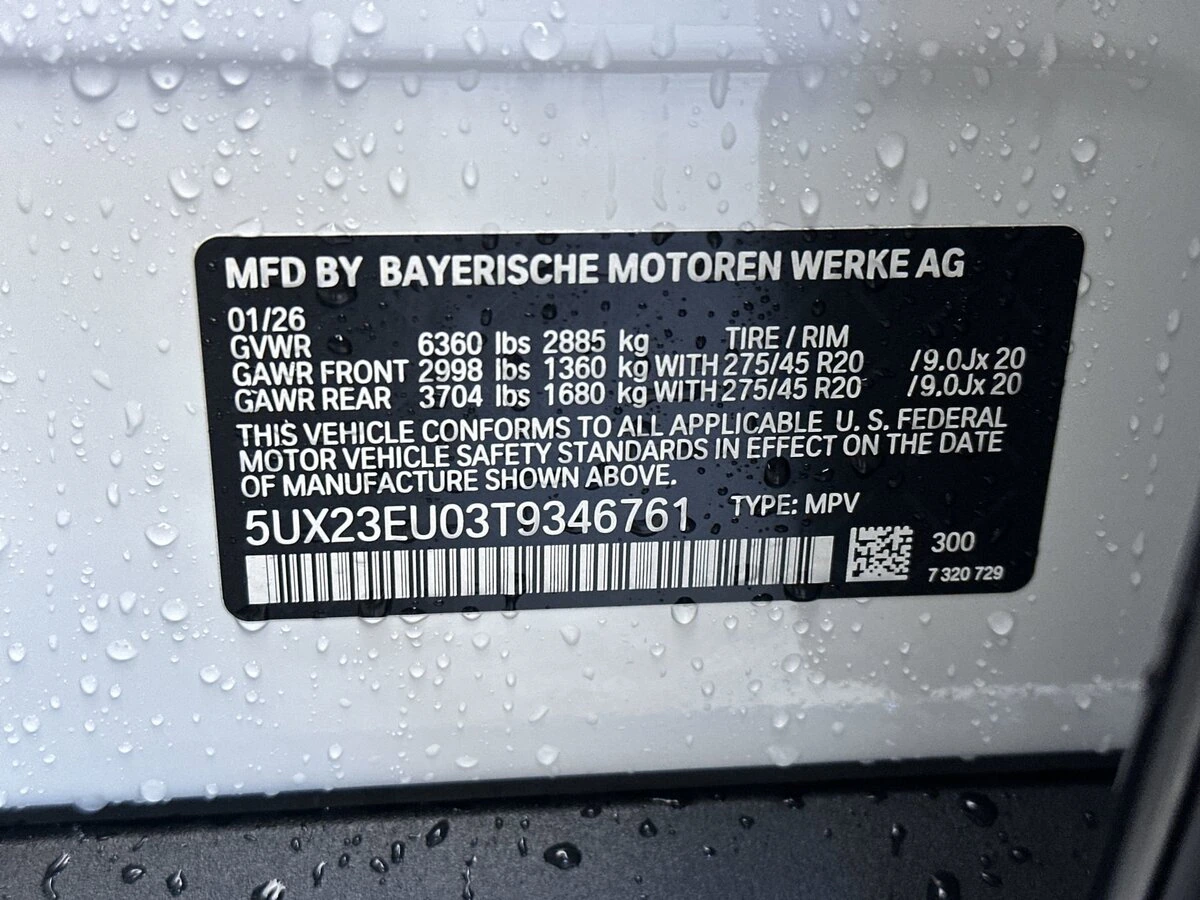 MFD BY BAYERISCHE MOTOREN WERKE AG
01/26
GVWR 6360 lbs 2885 kg TIRE / RIM
GAWR FRONT 2998 lbs 1360 kg WITH 275/45 R20 / 9.0Jx 20
GAWR REAR 3704 lbs 1680 kg WITH 275/45 R20 / 9.0Jx 20
THIS VEHICLE CONFORMS TO ALL APPLICABLE U. S. FEDERAL
MOTOR VEHICLE SAFETY STANDARDS IN EFFECT ON THE DATE
OF MANUFACTURE SHOWN ABOVE.
5UX23EU03T9346761 TYPE: MPV
300
7 320 729